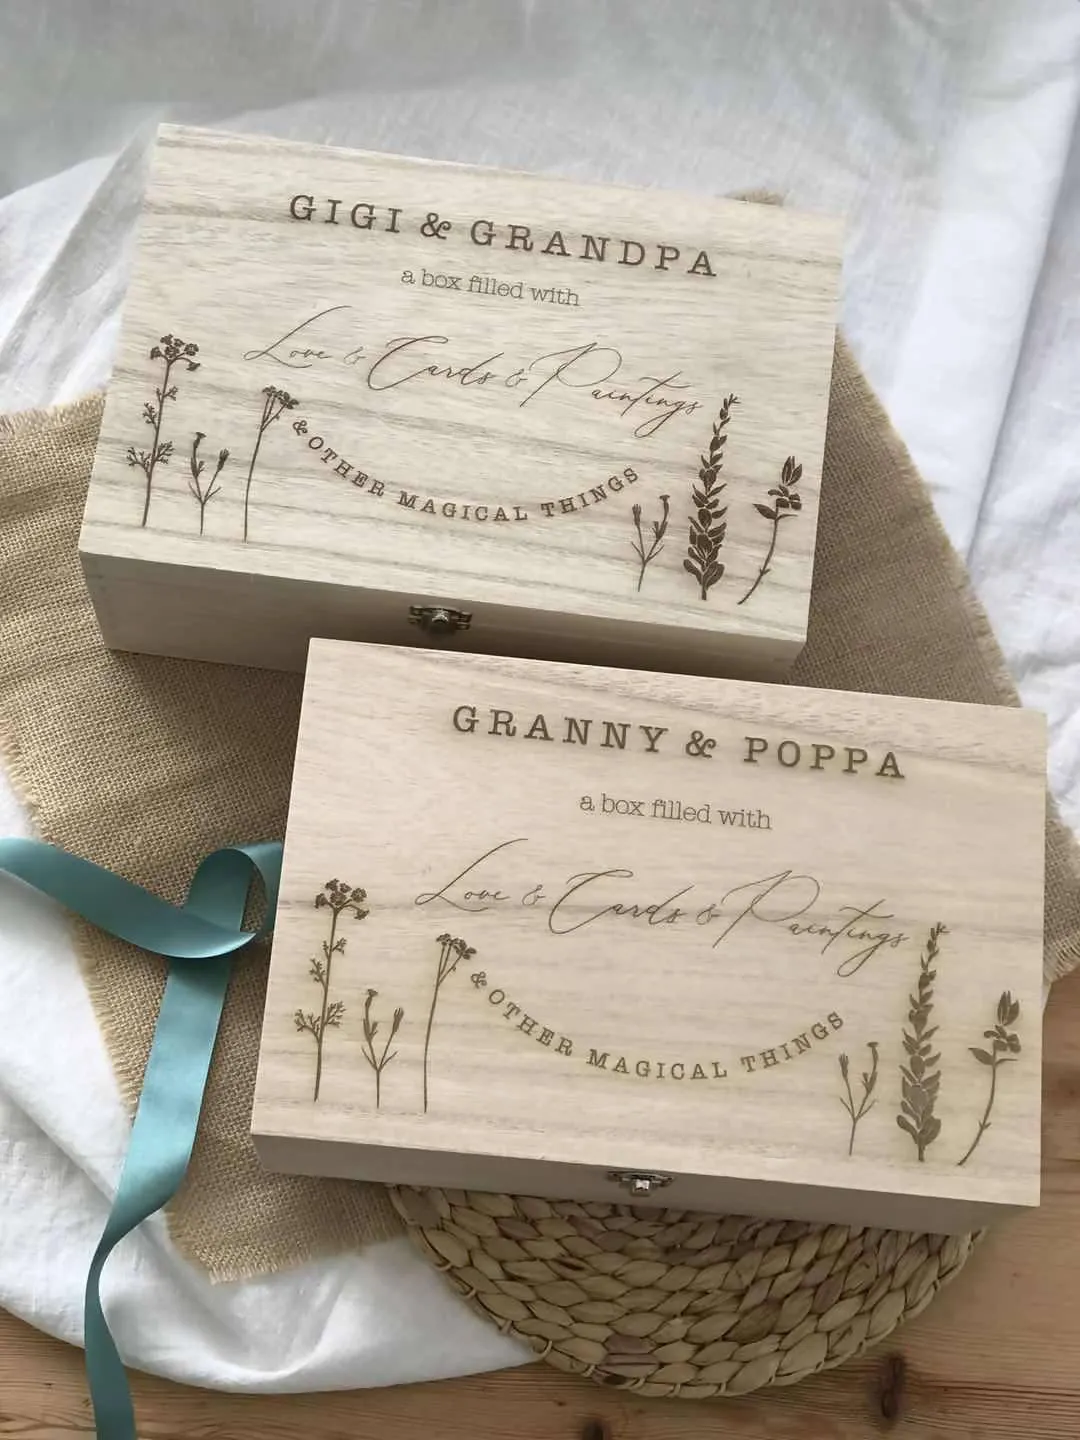 GIGI & GRANDPA
a box filled with
Love & Cards & Paintings
& OTHER MAGICAL THINGS
GRANNY & POPPA
a box filled with
Love & Cards & Paintings
& OTHER MAGICAL THINGS